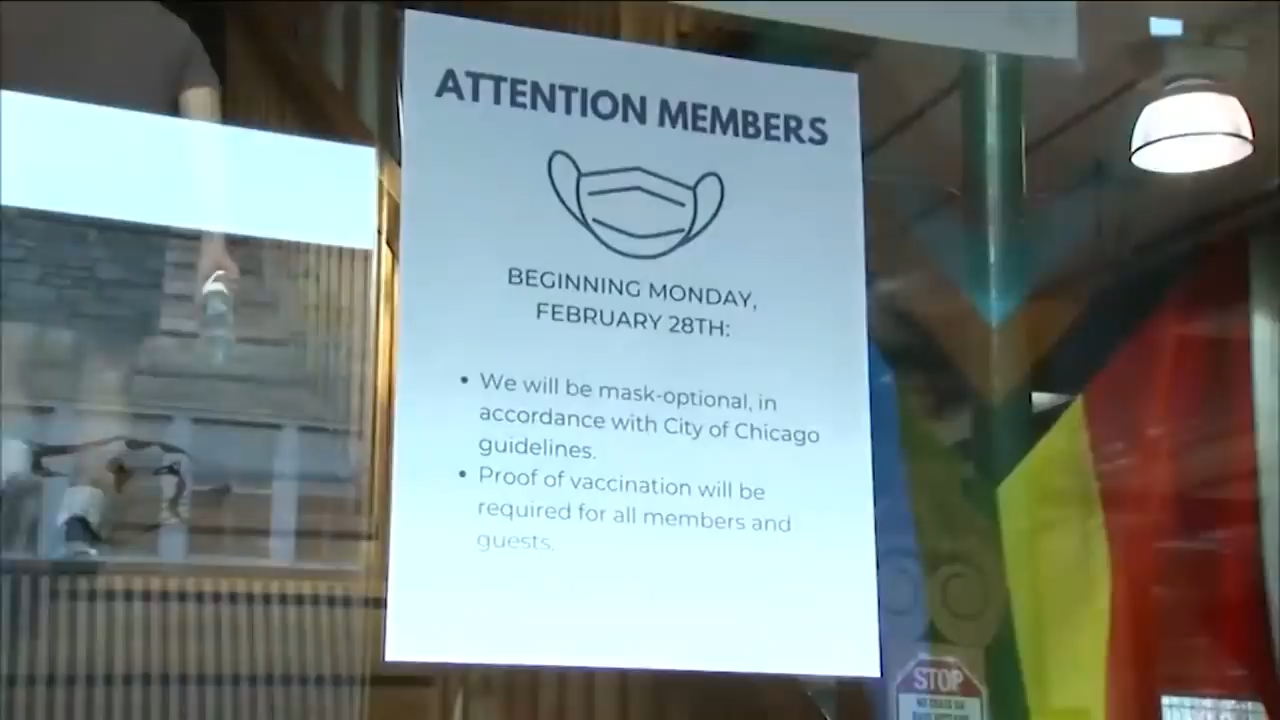 ATTENTION MEMBERS
BEGINNING MONDAY,
FEBRUARY 28TH:
• We will be mask-optional, in
accordance with City of Chicago
guidelines.
• Proof of vaccination will be
required for all members and
guests.
STOP